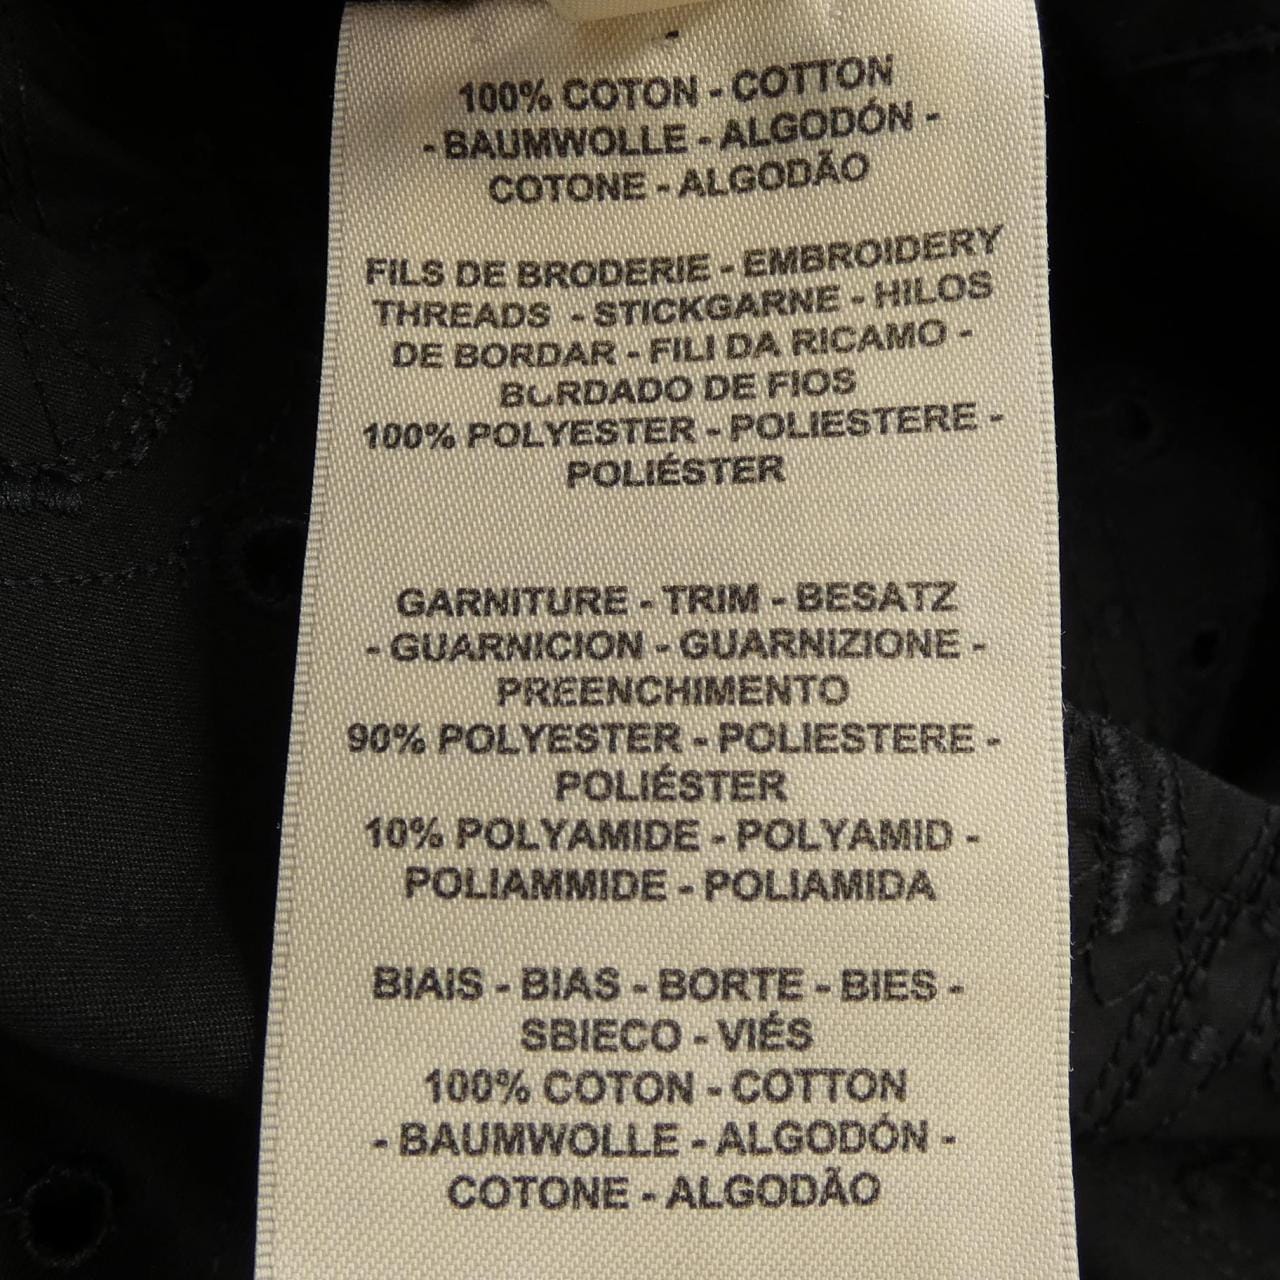 100% COTON - COTTON
- BAUMWOLLE - ALGODÓN -
COTONE - ALGODÃO
FILS DE BRODERIE - EMBROIDERY
THREADS - STICKGARNE - HILOS
DE BORDAR - FILI DA RICAMO -
BORDADO DE FIOS
100% POLYESTER - POLIESTERE -
POLIÉSTER
GARNITURE - TRIM - BESATZ
- GUARNICION - GUARNIZIONE -
PREENCHIMENTO
90% POLYESTER - POLIESTERE -
POLIÉSTER
10% POLYAMIDE - POLYAMID -
POLIAMMIDE - POLIAMIDA
BIAIS - BIAS - BORTE - BIES -
SBIECO - VIÉS
100% COTON - COTTON
- BAUMWOLLE - ALGODÓN -
COTONE - ALGODÃO